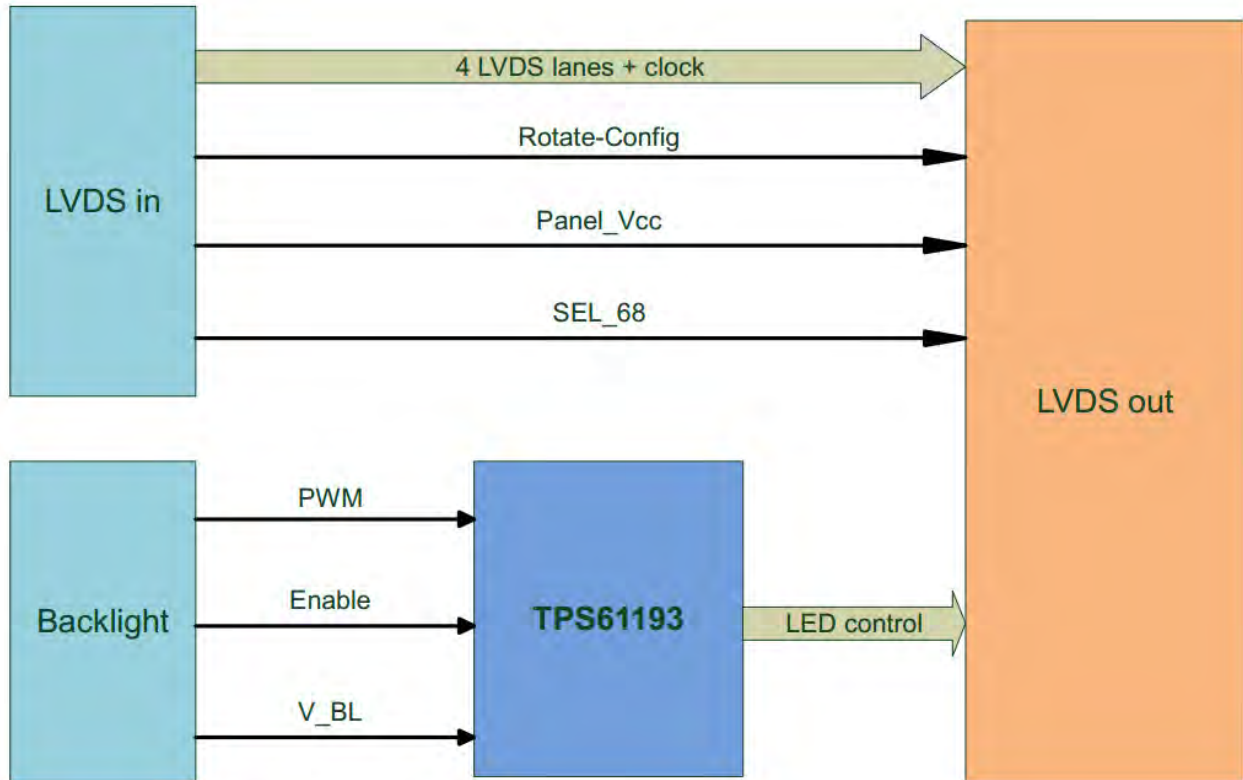 4 LVDS lanes + clock
Rotate-Config
LVDS in
Panel_Vcc
SEL_68
LVDS out
PWM
Enable
Backlight
TPS61193
LED control
V_BL